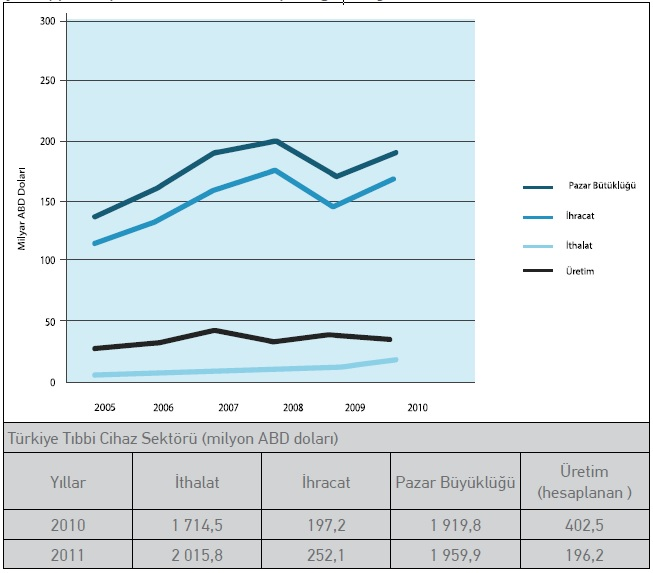 300
250
200
150
100
50
0
Milyar ABD Doları
2005 2006 2007 2008 2009 2010
Pazar Bütüklüğü
İhracat
İthalat
Üretim
Türkiye Tıbbi Cihaz Sektörü (milyon ABD doları)
Yıllar İthalat İhracat Pazar Büyüklüğü Üretim
(hesaplanan )
2010 1 714,5 197,2 1 919,8 402,5
2011 2 015,8 252,1 1 959,9 196,2